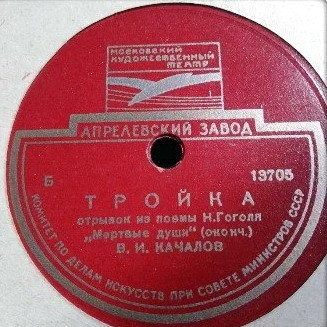 МОСКОВСКИЙ
ХУДОЖЕСТВЕННЫЙ
ТЕАТР
АПРЕЛЕВСКИЙ ЗАВОД
Б 13705
ТРОЙКА
отрывок из поэмы Н.Гоголя
„Мертвые души" (оконч.)
В. И. КАЧАЛОВ
КОМИТЕТ ПО ДЕЛАМ ИСКУССТВ ПРИ СОВЕТЕ МИНИСТРОВ СССР